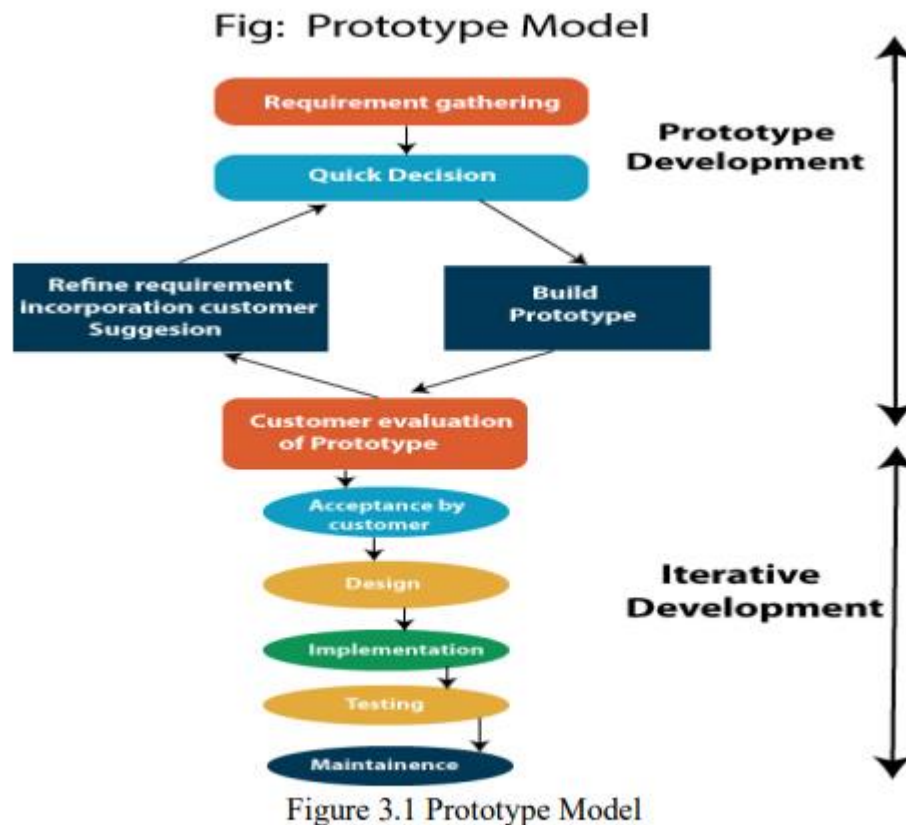 Fig: Prototype Model
Requirement gathering
Prototype
Development
Quick Decision
Refine requirement
incorporation customer
Suggesion
Build
Prototype
Customer evaluation
of Prototype
Acceptance by
customer
Design
Iterative
Development
Implementation
Testing
Maintainence
Figure 3.1 Prototype Model